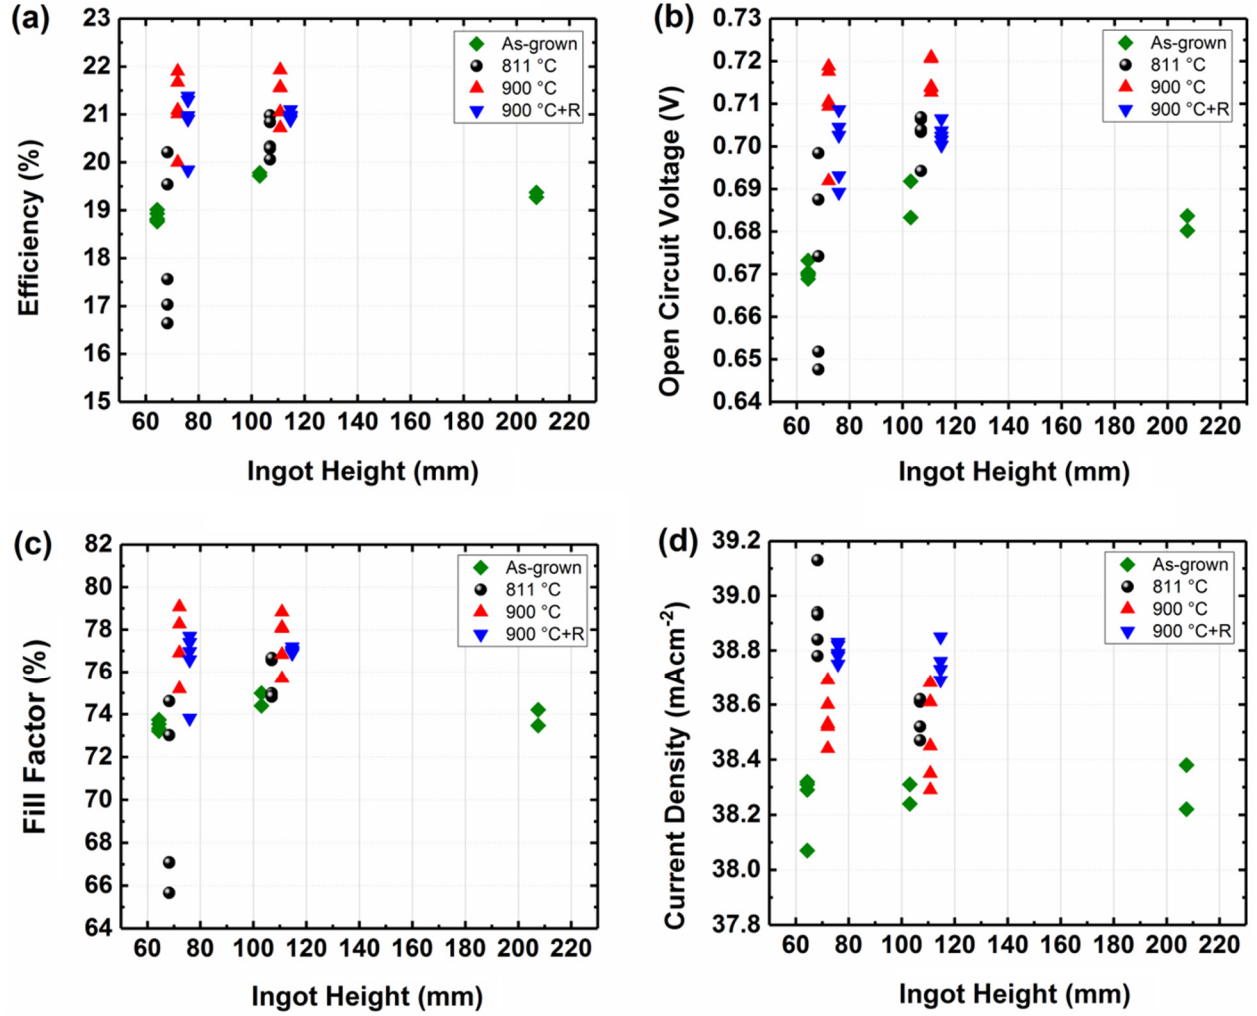 (a)
23
22
21
20
19
18
17
16
15
Efficiency (%)
As-grown
811 °C
900 °C
900 °C+R
60 80 100 120 140 160 180 200 220
Ingot Height (mm)
(b)
0.73
0.72
0.71
0.70
0.69
0.68
0.67
0.66
0.65
0.64
Open Circuit Voltage (V)
As-grown
811 °C
900 °C
900 °C+R
60 80 100 120 140 160 180 200 220
Ingot Height (mm)
(c)
82
80
78
76
74
72
70
68
66
64
Fill Factor (%)
As-grown
811 °C
900 °C
900 °C+R
60 80 100 120 140 160 180 200 220
Ingot Height (mm)
(d)
39.2
39.0
38.8
38.6
38.4
38.2
38.0
37.8
Current Density (mAcm⁻²)
As-grown
811 °C
900 °C
900 °C+R
60 80 100 120 140 160 180 200 220
Ingot Height (mm)